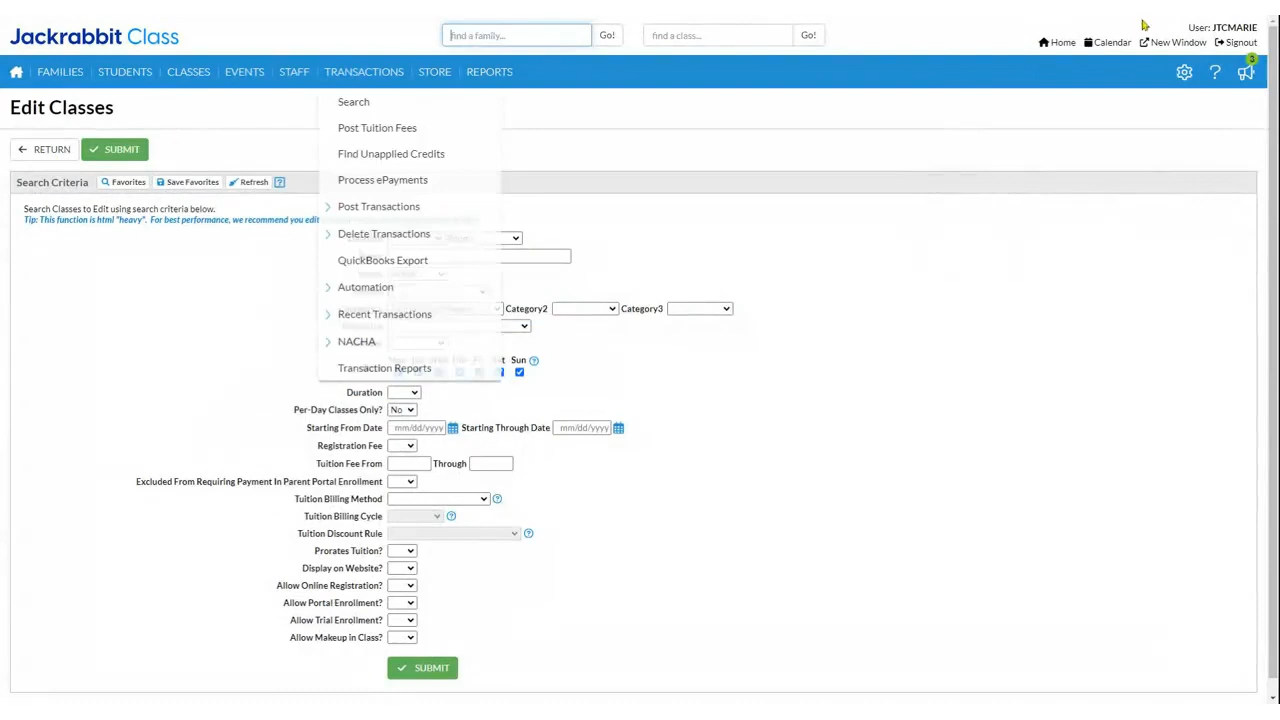 Jackrabbit Class
find a family...
Go!
find a class...
Go!
User: JTCMARIE
Home
Calendar
New Window
Signout
FAMILIES
STUDENTS
CLASSES
EVENTS
STAFF
TRANSACTIONS
STORE
REPORTS
?
3
Edit Classes
RETURN
SUBMIT
Search
Post Tuition Fees
Find Unapplied Credits
Process ePayments
Post Transactions
Delete Transactions
QuickBooks Export
Automation
Recent Transactions
NACHA
Transaction Reports
Search Criteria
Favorites
Save Favorites
Refresh
?
Search Classes to Edit using search criteria below.
Tip: This function is html "heavy". For best performance, we recommend you edit
Category2
Category3
Sun ?
Duration
Per-Day Classes Only? No
Starting From Date mm/dd/yyyy Starting Through Date mm/dd/yyyy
Registration Fee
Tuition Fee From Through
Excluded From Requiring Payment In Parent Portal Enrollment
Tuition Billing Method ?
Tuition Billing Cycle ?
Tuition Discount Rule ?
Prorates Tuition?
Display on Website?
Allow Online Registration?
Allow Portal Enrollment?
Allow Trial Enrollment?
Allow Makeup in Class?
SUBMIT